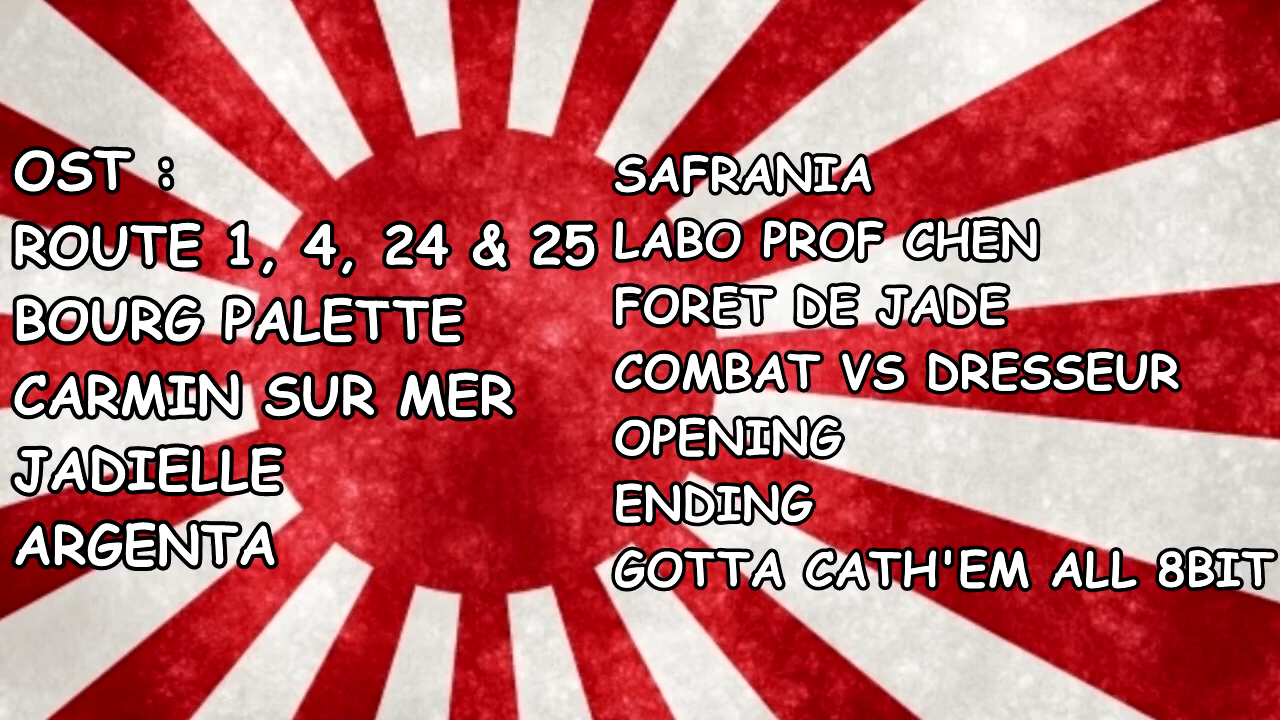 OST :
ROUTE 1, 4, 24 & 25
BOURG PALETTE
CARMIN SUR MER
JADIELLE
ARGENTA
SAFRANIA
LABO PROF CHEN
FORET DE JADE
COMBAT VS DRESSEUR
OPENING
ENDING
GOTTA CATH'EM ALL 8BIT